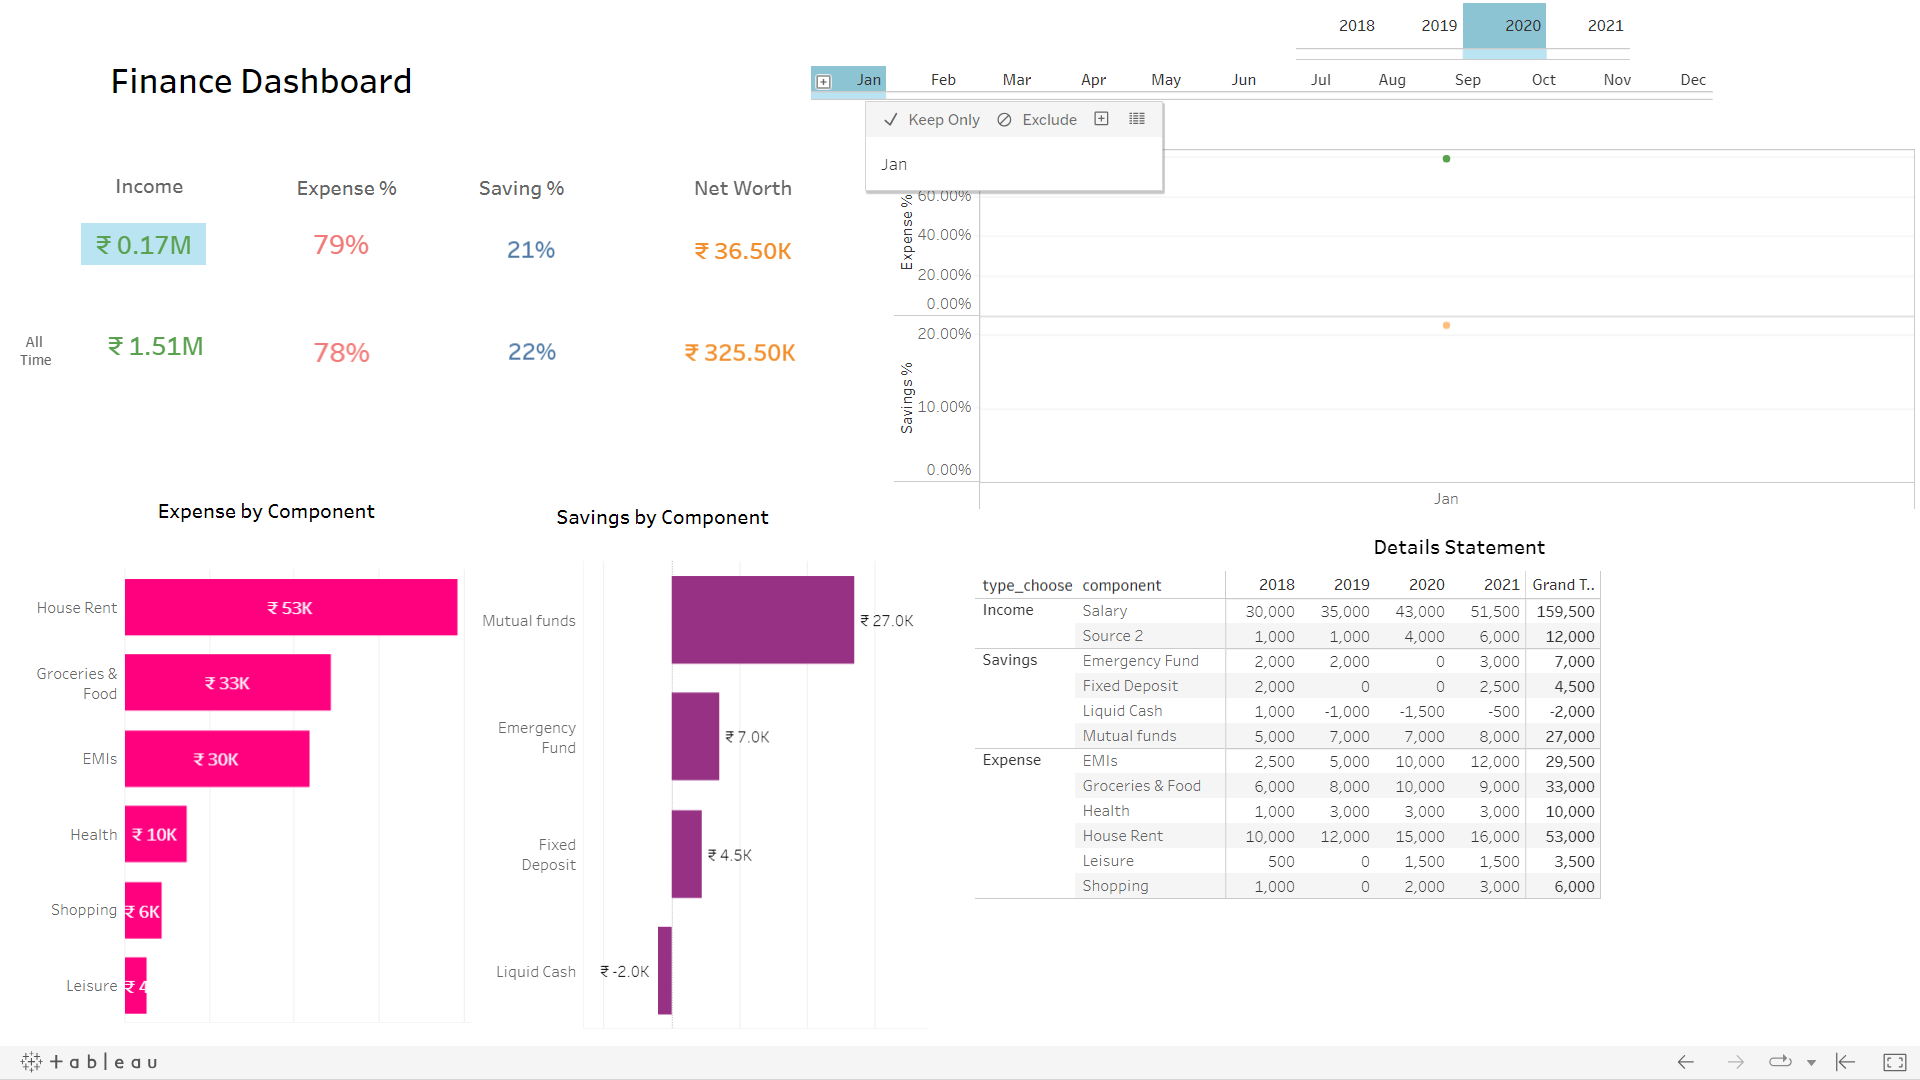 2018 2019 2020 2021
Finance Dashboard
Jan Feb Mar Apr May Jun Jul Aug Sep Oct Nov Dec
Keep Only Exclude
Jan
Income Expense % Saving % Net Worth
₹ 0.17M 79% 21% ₹ 36.50K
All
Time
₹ 1.51M 78% 22% ₹ 325.50K
Expense %
60.00%
40.00%
20.00%
0.00%
Savings %
20.00%
10.00%
0.00%
Jan
Expense by Component
House Rent ₹ 53K
Groceries &
Food
₹ 33K
EMIs ₹ 30K
Health ₹ 10K
Shopping ₹ 6K
Leisure ₹ 4
Savings by Component
Mutual funds ₹ 27.0K
Emergency
Fund
₹ 7.0K
Fixed
Deposit
₹ 4.5K
Liquid Cash ₹ -2.0K
Details Statement
type_choose component 2018 2019 2020 2021 Grand T..
Income Salary 30,000 35,000 43,000 51,500 159,500
Source 2 1,000 1,000 4,000 6,000 12,000
Savings Emergency Fund 2,000 2,000 0 3,000 7,000
Fixed Deposit 2,000 0 0 2,500 4,500
Liquid Cash 1,000 -1,000 -1,500 -500 -2,000
Mutual funds 5,000 7,000 7,000 8,000 27,000
Expense EMIs 2,500 5,000 10,000 12,000 29,500
Groceries & Food 6,000 8,000 10,000 9,000 33,000
Health 1,000 3,000 3,000 3,000 10,000
House Rent 10,000 12,000 15,000 16,000 53,000
Leisure 500 0 1,500 1,500 3,500
Shopping 1,000 0 2,000 3,000 6,000
+ableau